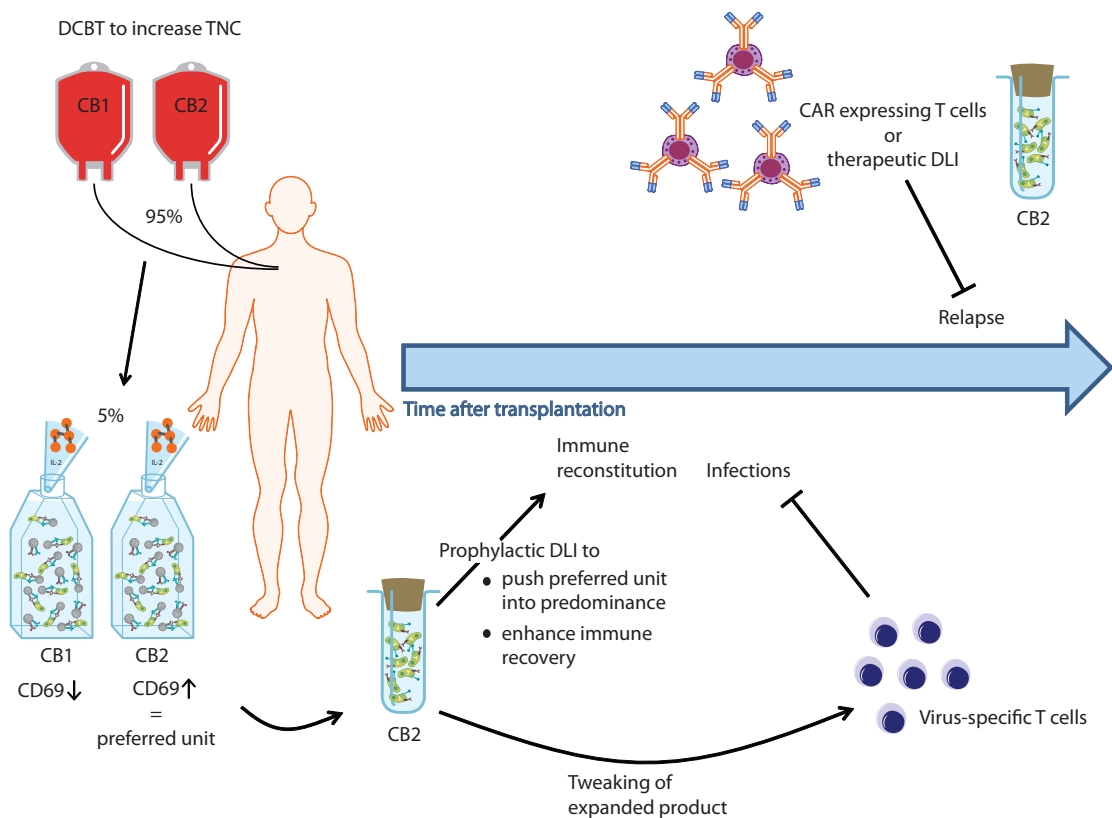 DCBT to increase TNC
CB1
CB2
95%
CAR expressing T cells
or
therapeutic DLI
CB2
Relapse
Time after transplantation
5%
IL-2
IL-2
CB1
CD69↓
CB2
CD69↑
=
preferred unit
Immune
reconstitution
Infections
Prophylactic DLI to
• push preferred unit
into predominance
• enhance immune
recovery
CB2
Virus-specific T cells
Tweaking of
expanded product